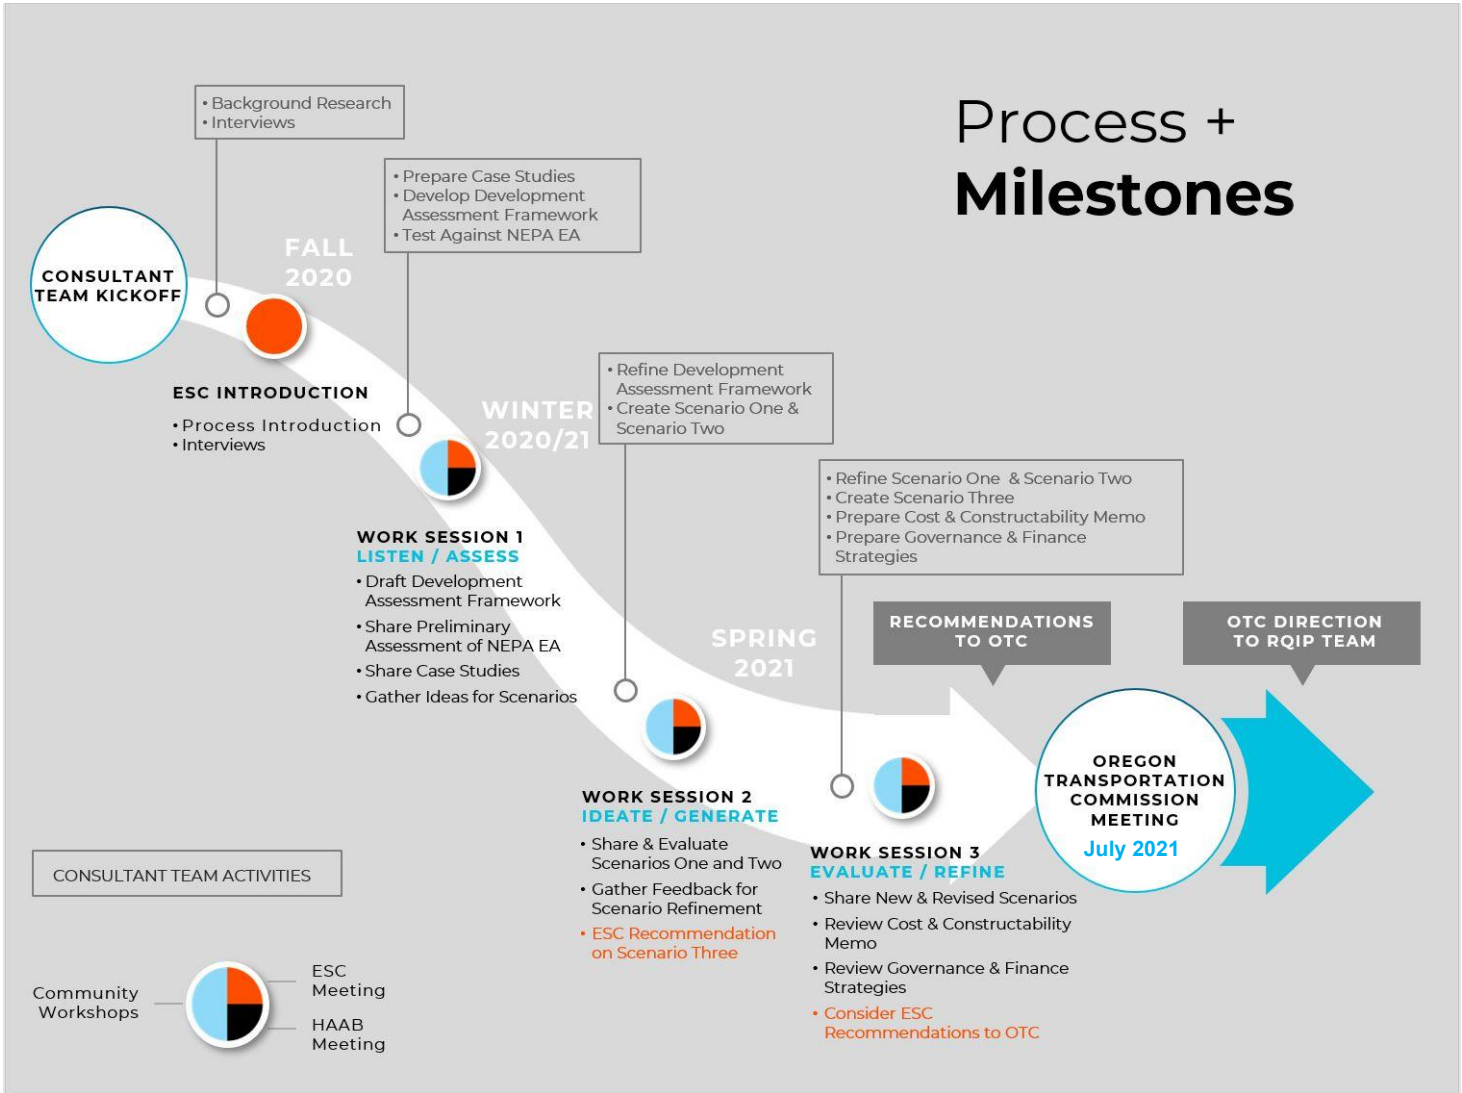 Process +
Milestones
• Background Research
• Interviews
• Prepare Case Studies
• Develop Development
Assessment Framework
• Test Against NEPA EA
CONSULTANT
TEAM KICKOFF
FALL
2020
ESC INTRODUCTION
• Process Introduction
• Interviews
WINTER
2020/21
• Refine Development
Assessment Framework
• Create Scenario One &
Scenario Two
WORK SESSION 1
LISTEN / ASSESS
• Draft Development
Assessment Framework
• Share Preliminary
Assessment of NEPA EA
• Share Case Studies
• Gather Ideas for Scenarios
• Refine Scenario One & Scenario Two
• Create Scenario Three
• Prepare Cost & Constructability Memo
• Prepare Governance & Finance
Strategies
SPRING
2021
RECOMMENDATIONS
TO OTC
OTC DIRECTION
TO RQIP TEAM
WORK SESSION 2
IDEATE / GENERATE
• Share & Evaluate
Scenarios One and Two
• Gather Feedback for
Scenario Refinement
• ESC Recommendation
on Scenario Three
WORK SESSION 3
EVALUATE / REFINE
• Share New & Revised Scenarios
• Review Cost & Constructability
Memo
• Review Governance & Finance
Strategies
• Consider ESC
Recommendations to OTC
OREGON
TRANSPORTATION
COMMISSION
MEETING
July 2021
CONSULTANT TEAM ACTIVITIES
Community
Workshops
ESC
Meeting
HAAB
Meeting